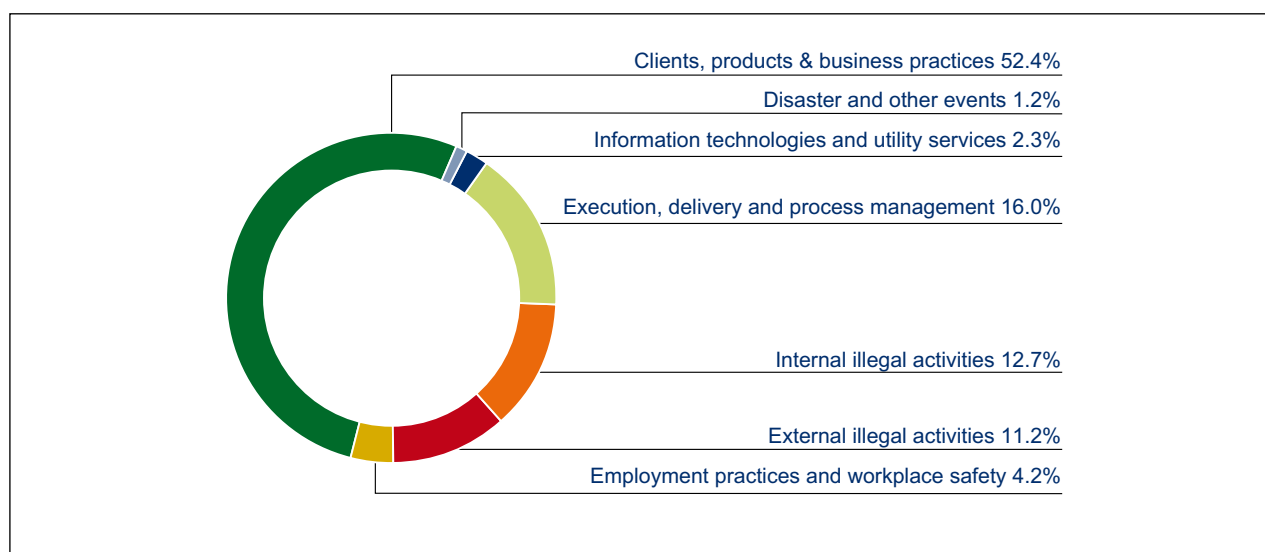 Clients, products & business practices 52.4%
Disaster and other events 1.2%
Information technologies and utility services 2.3%
Execution, delivery and process management 16.0%
Internal illegal activities 12.7%
External illegal activities 11.2%
Employment practices and workplace safety 4.2%